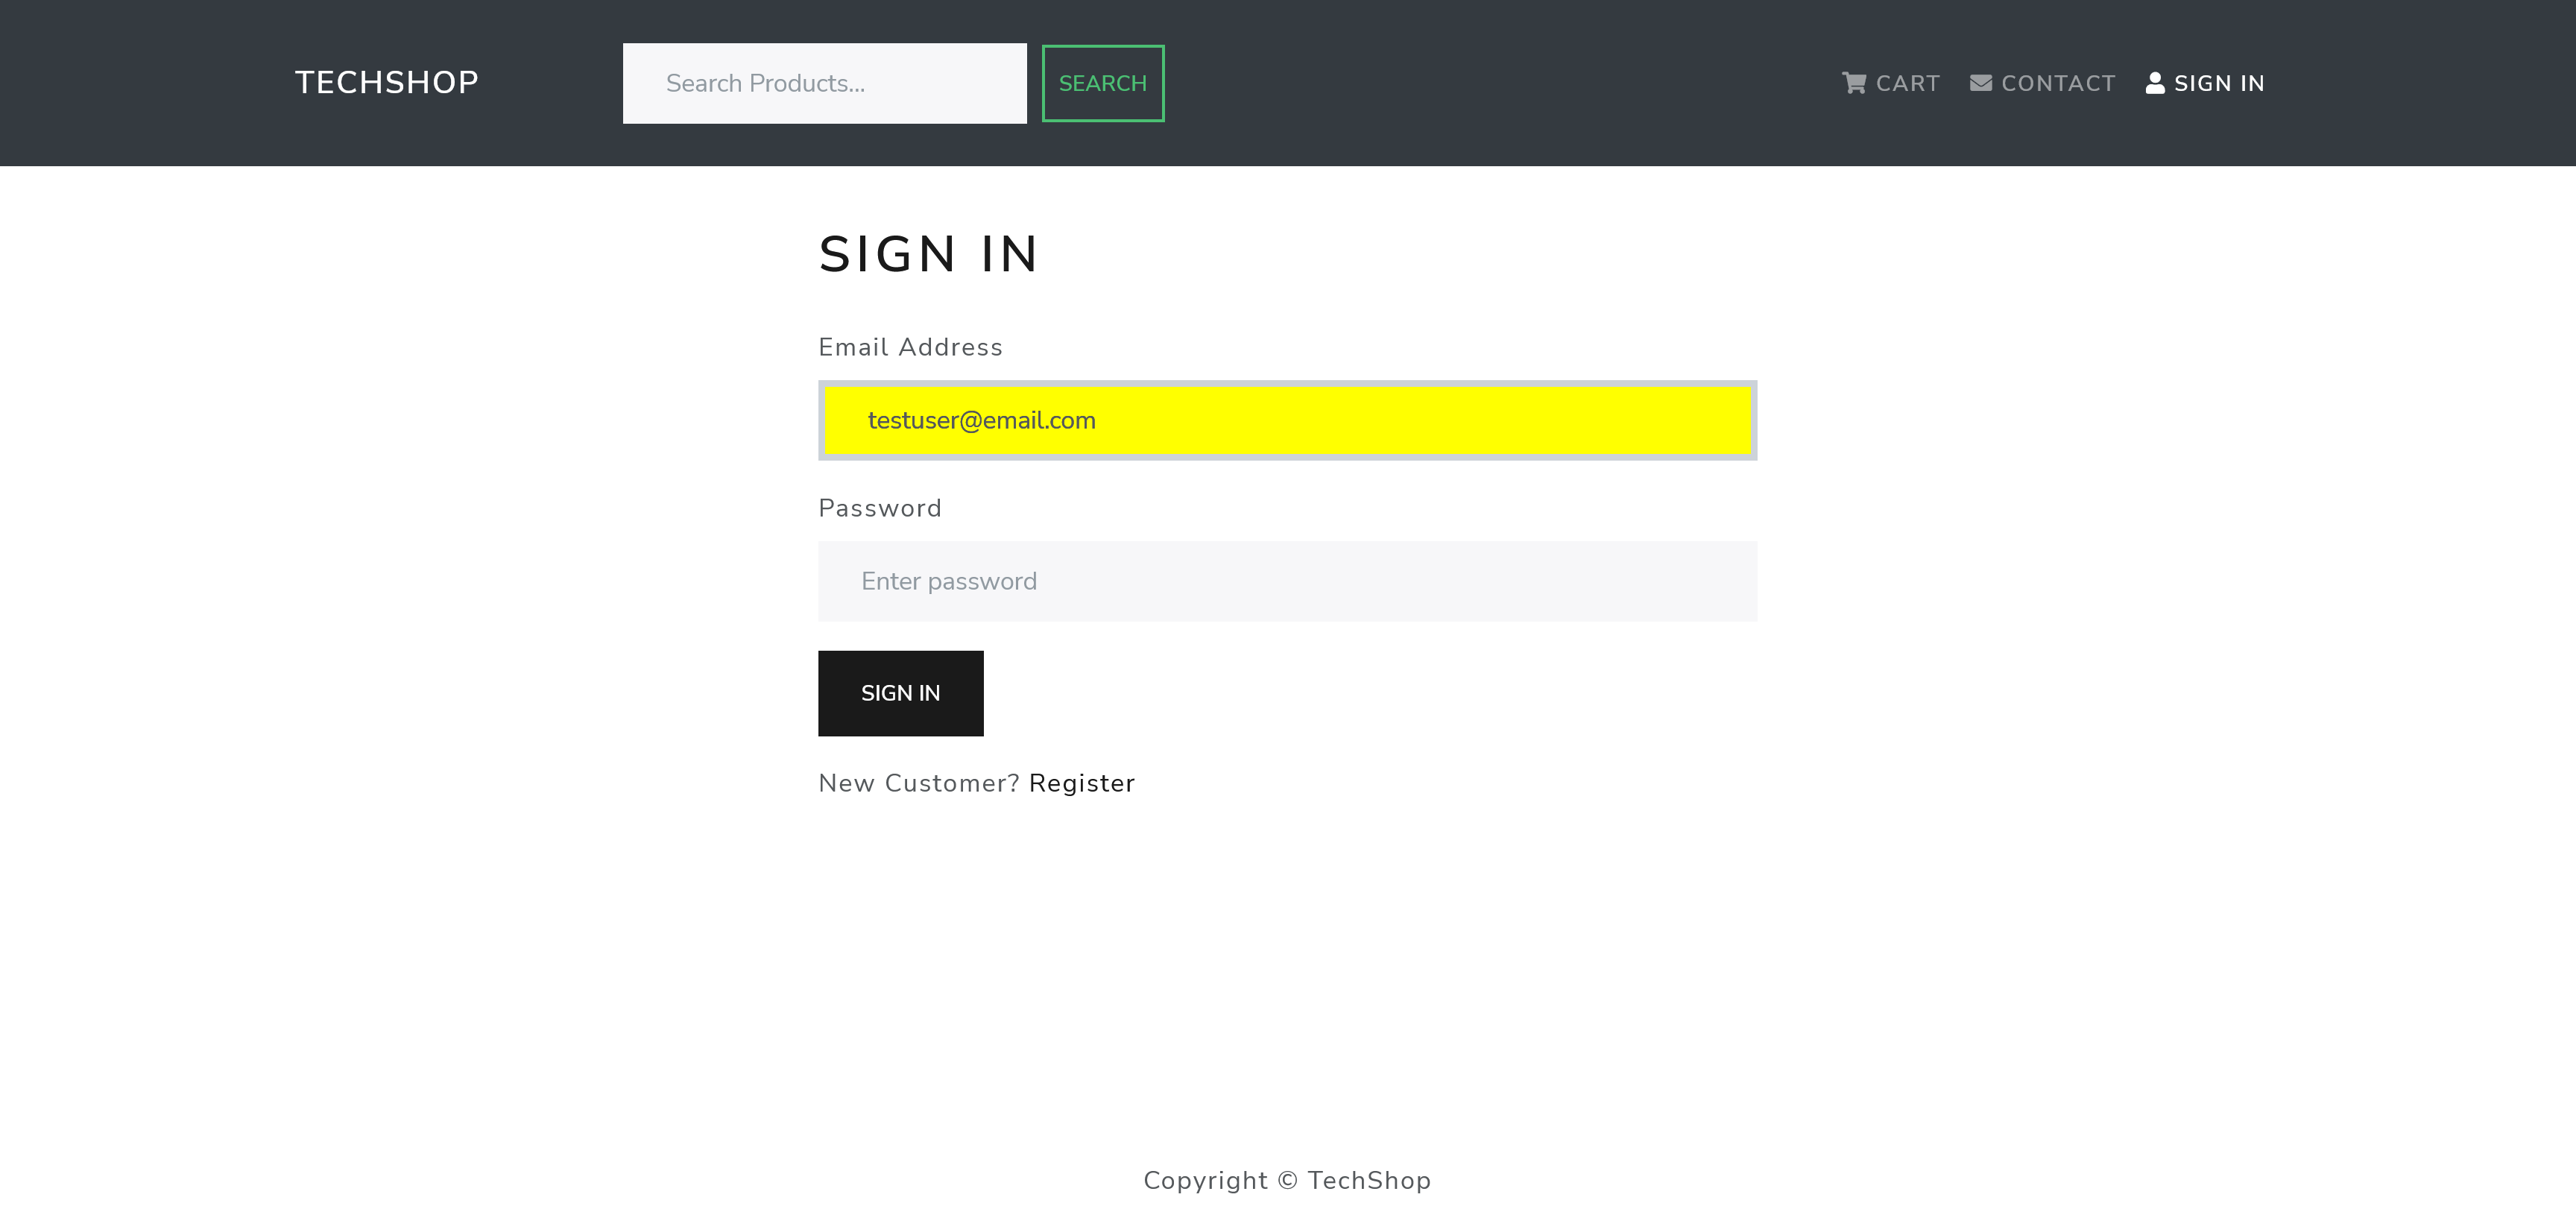 TECHSHOP
Search Products...
SEARCH
CART
CONTACT
SIGN IN
SIGN IN
Email Address
testuser@email.com
Password
Enter password
SIGN IN
New Customer? Register
Copyright © TechShop